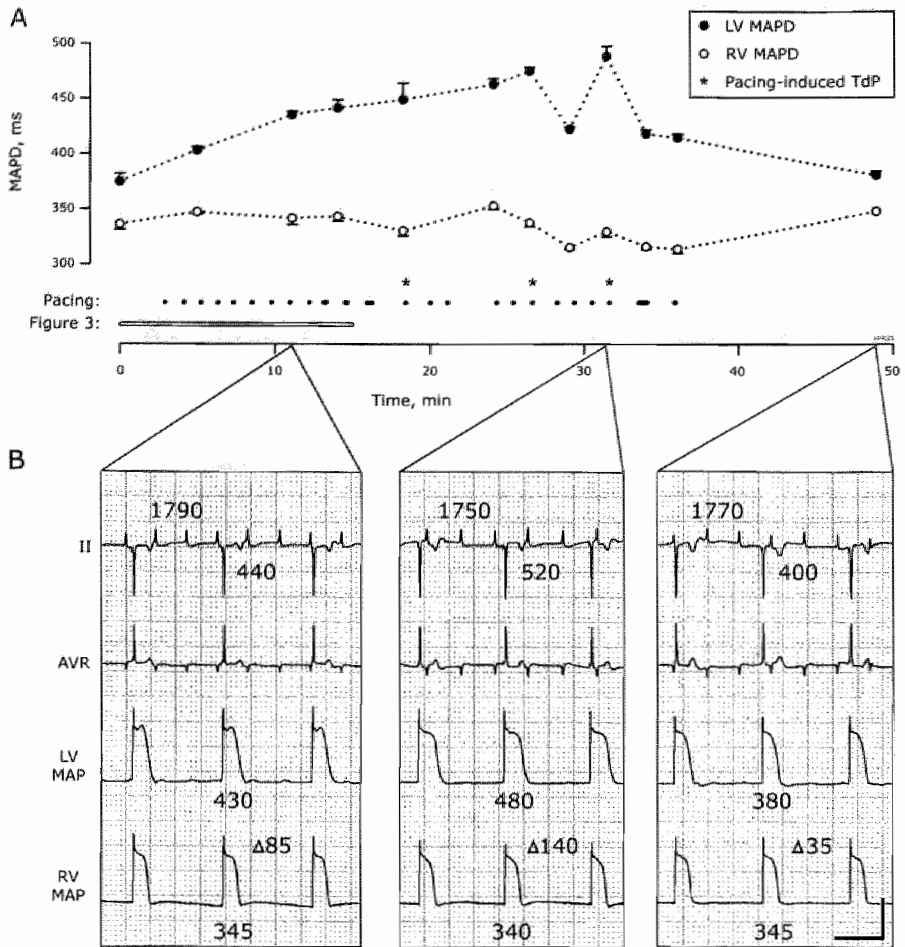 A
500
450
400
350
300
MAPD, ms
● LV MAPD
○ RV MAPD
* Pacing-induced TdP
* * *
Pacing:
Figure 3:
0 10 20 30 40 50
Time, min
B
II
AVR
LV MAP
RV MAP
1790
440
430
Δ85
345
1750
520
480
Δ140
340
1770
400
380
Δ35
345